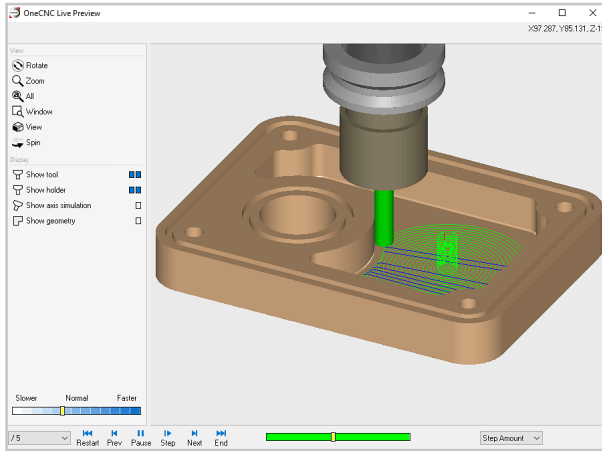 OneCNC Live Preview
X97.287, Y85.131, Z-1
View
Rotate
Zoom
All
Window
View
Spin
Display
Show tool
Show holder
Show axis simulation
Show geometry
Slower Normal Faster
/ 5
Restart Prev Pause Step Next End
Step Amount